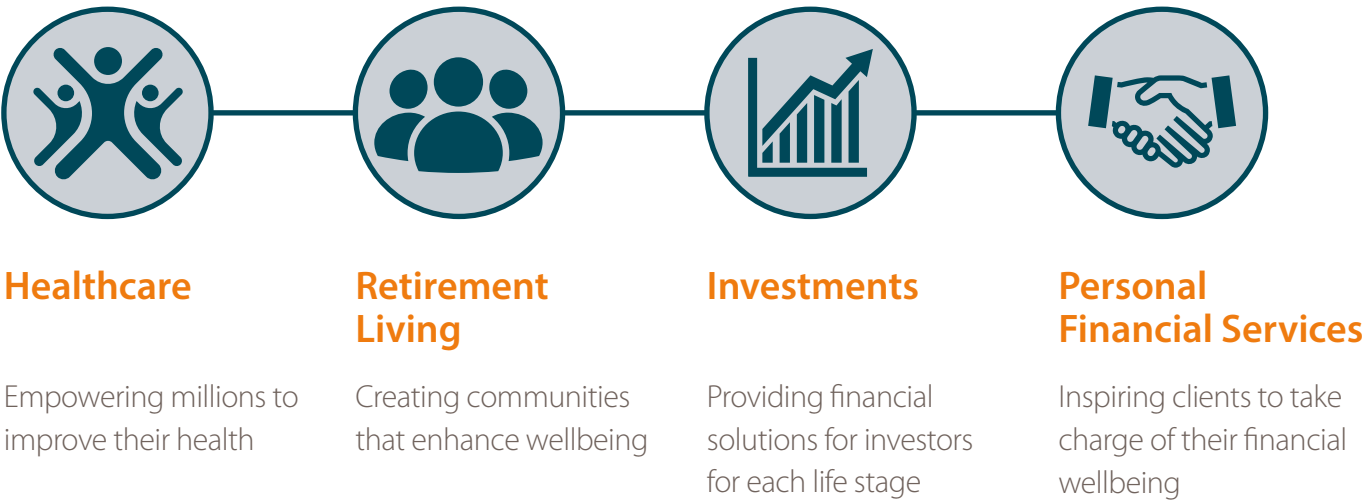 Healthcare
Empowering millions to
improve their health
Retirement
Living
Creating communities
that enhance wellbeing
Investments
Providing financial
solutions for investors
for each life stage
Personal
Financial Services
Inspiring clients to take
charge of their financial
wellbeing